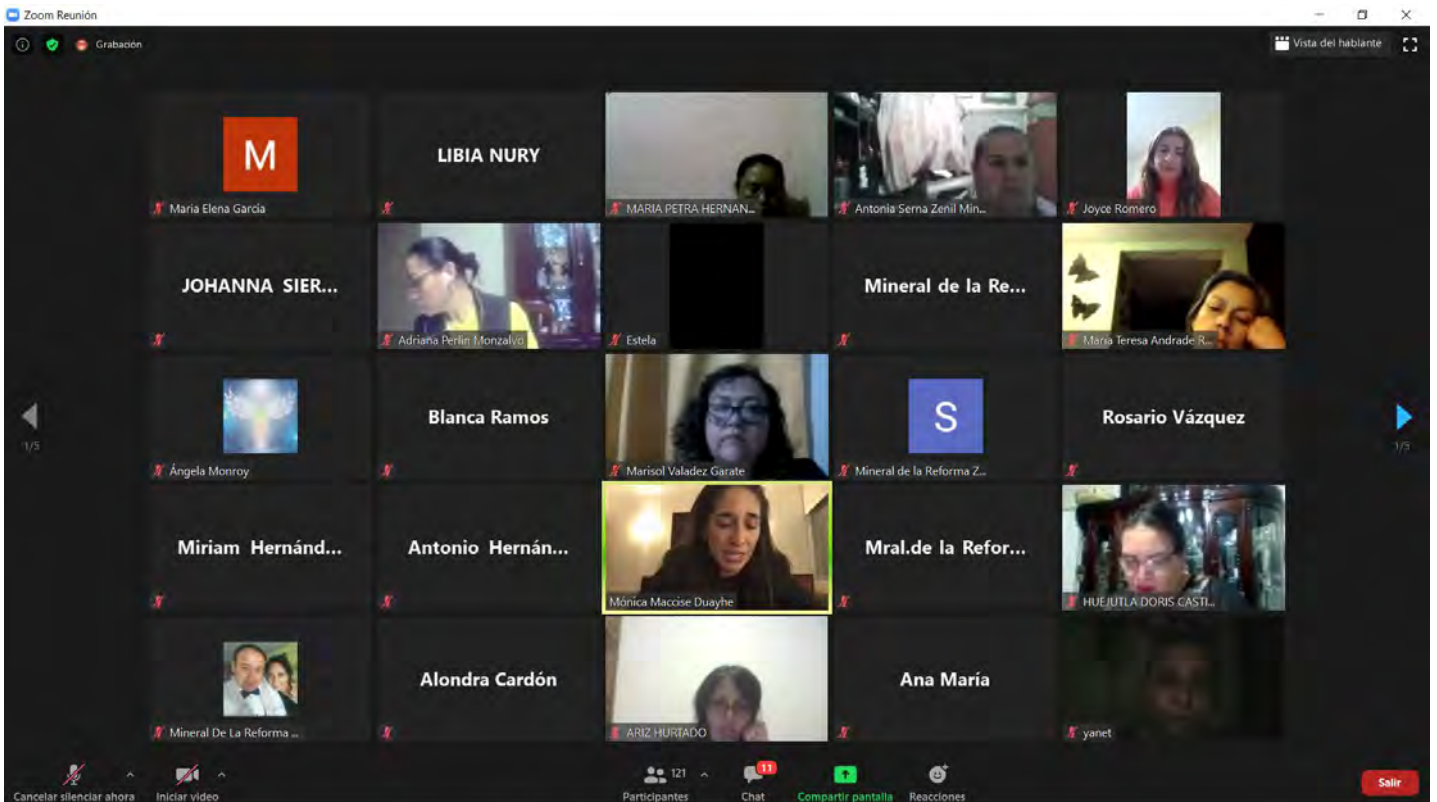 Zoom Reunión
Grabación
Vista del hablante
M
Maria Elena García
LIBIA NURY
MARIA PETRA HERNAN...
Antonia Serna Zenil Min...
Joyce Romero
JOHANNA SIER...
Adriana Perlin Monzalvo
Estela
Mineral de la Re...
Maria Teresa Andrade R...
1/5
Ángela Monroy
Blanca Ramos
Marisol Valadez Garate
S
Mineral de la Reforma Z...
Rosario Vázquez
1/5
Miriam Hernánd...
Antonio Hernán...
Mónica Maccise Duayhe
Mral.de la Refor...
HUEJUTLA DORIS CASTI...
Mineral De La Reforma ...
Alondra Cardón
ARIZ HURTADO
Ana María
yanet
Cancelar silenciar ahora
Iniciar video
121
Participantes
11
Chat
Compartir pantalla
Reacciones
Salir